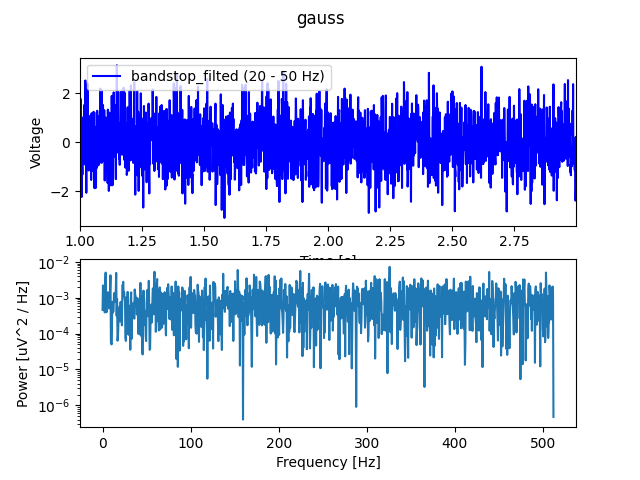 gauss
bandstop_filted (20 - 50 Hz)
Voltage
2
0
−2
1.00 1.25 1.50 1.75 2.00 2.25 2.50 2.75
Time [s]
Power [uV^2 / Hz]
10−2
10−3
10−4
10−5
10−6
0 100 200 300 400 500
Frequency [Hz]